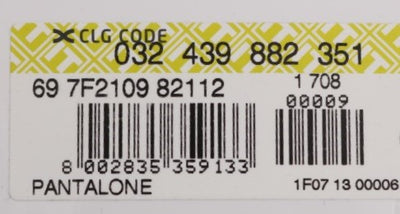 CLG CODE
032 439 882 351
69 7F2109 82112
1 708
00009
8 002835 359133
PANTALONE
1F07 13 00006